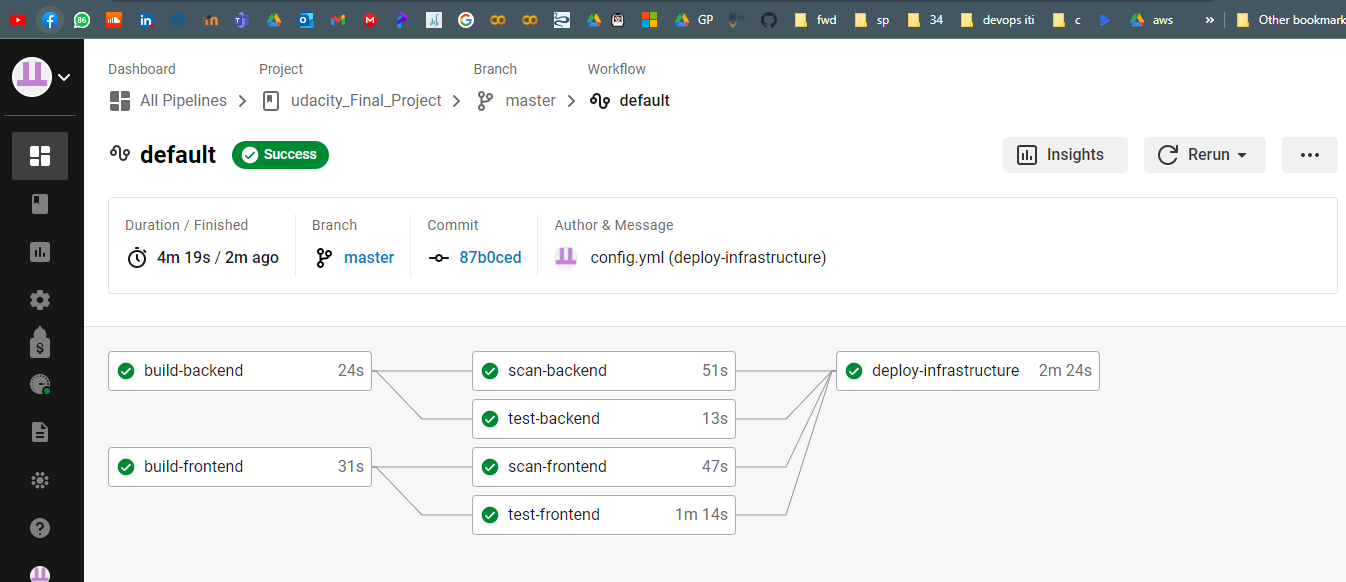 86 in m M G GP fwd sp 34 devops iti c aws » Other bookmark
Dashboard Project Branch Workflow
All Pipelines udacity_Final_Project master default
default Success Insights Rerun
Duration / Finished Branch Commit Author & Message
4m 19s / 2m ago master 87b0ced config.yml (deploy-infrastructure)
build-backend 24s scan-backend 51s deploy-infrastructure 2m 24s
test-backend 13s
build-frontend 31s scan-frontend 47s
test-frontend 1m 14s